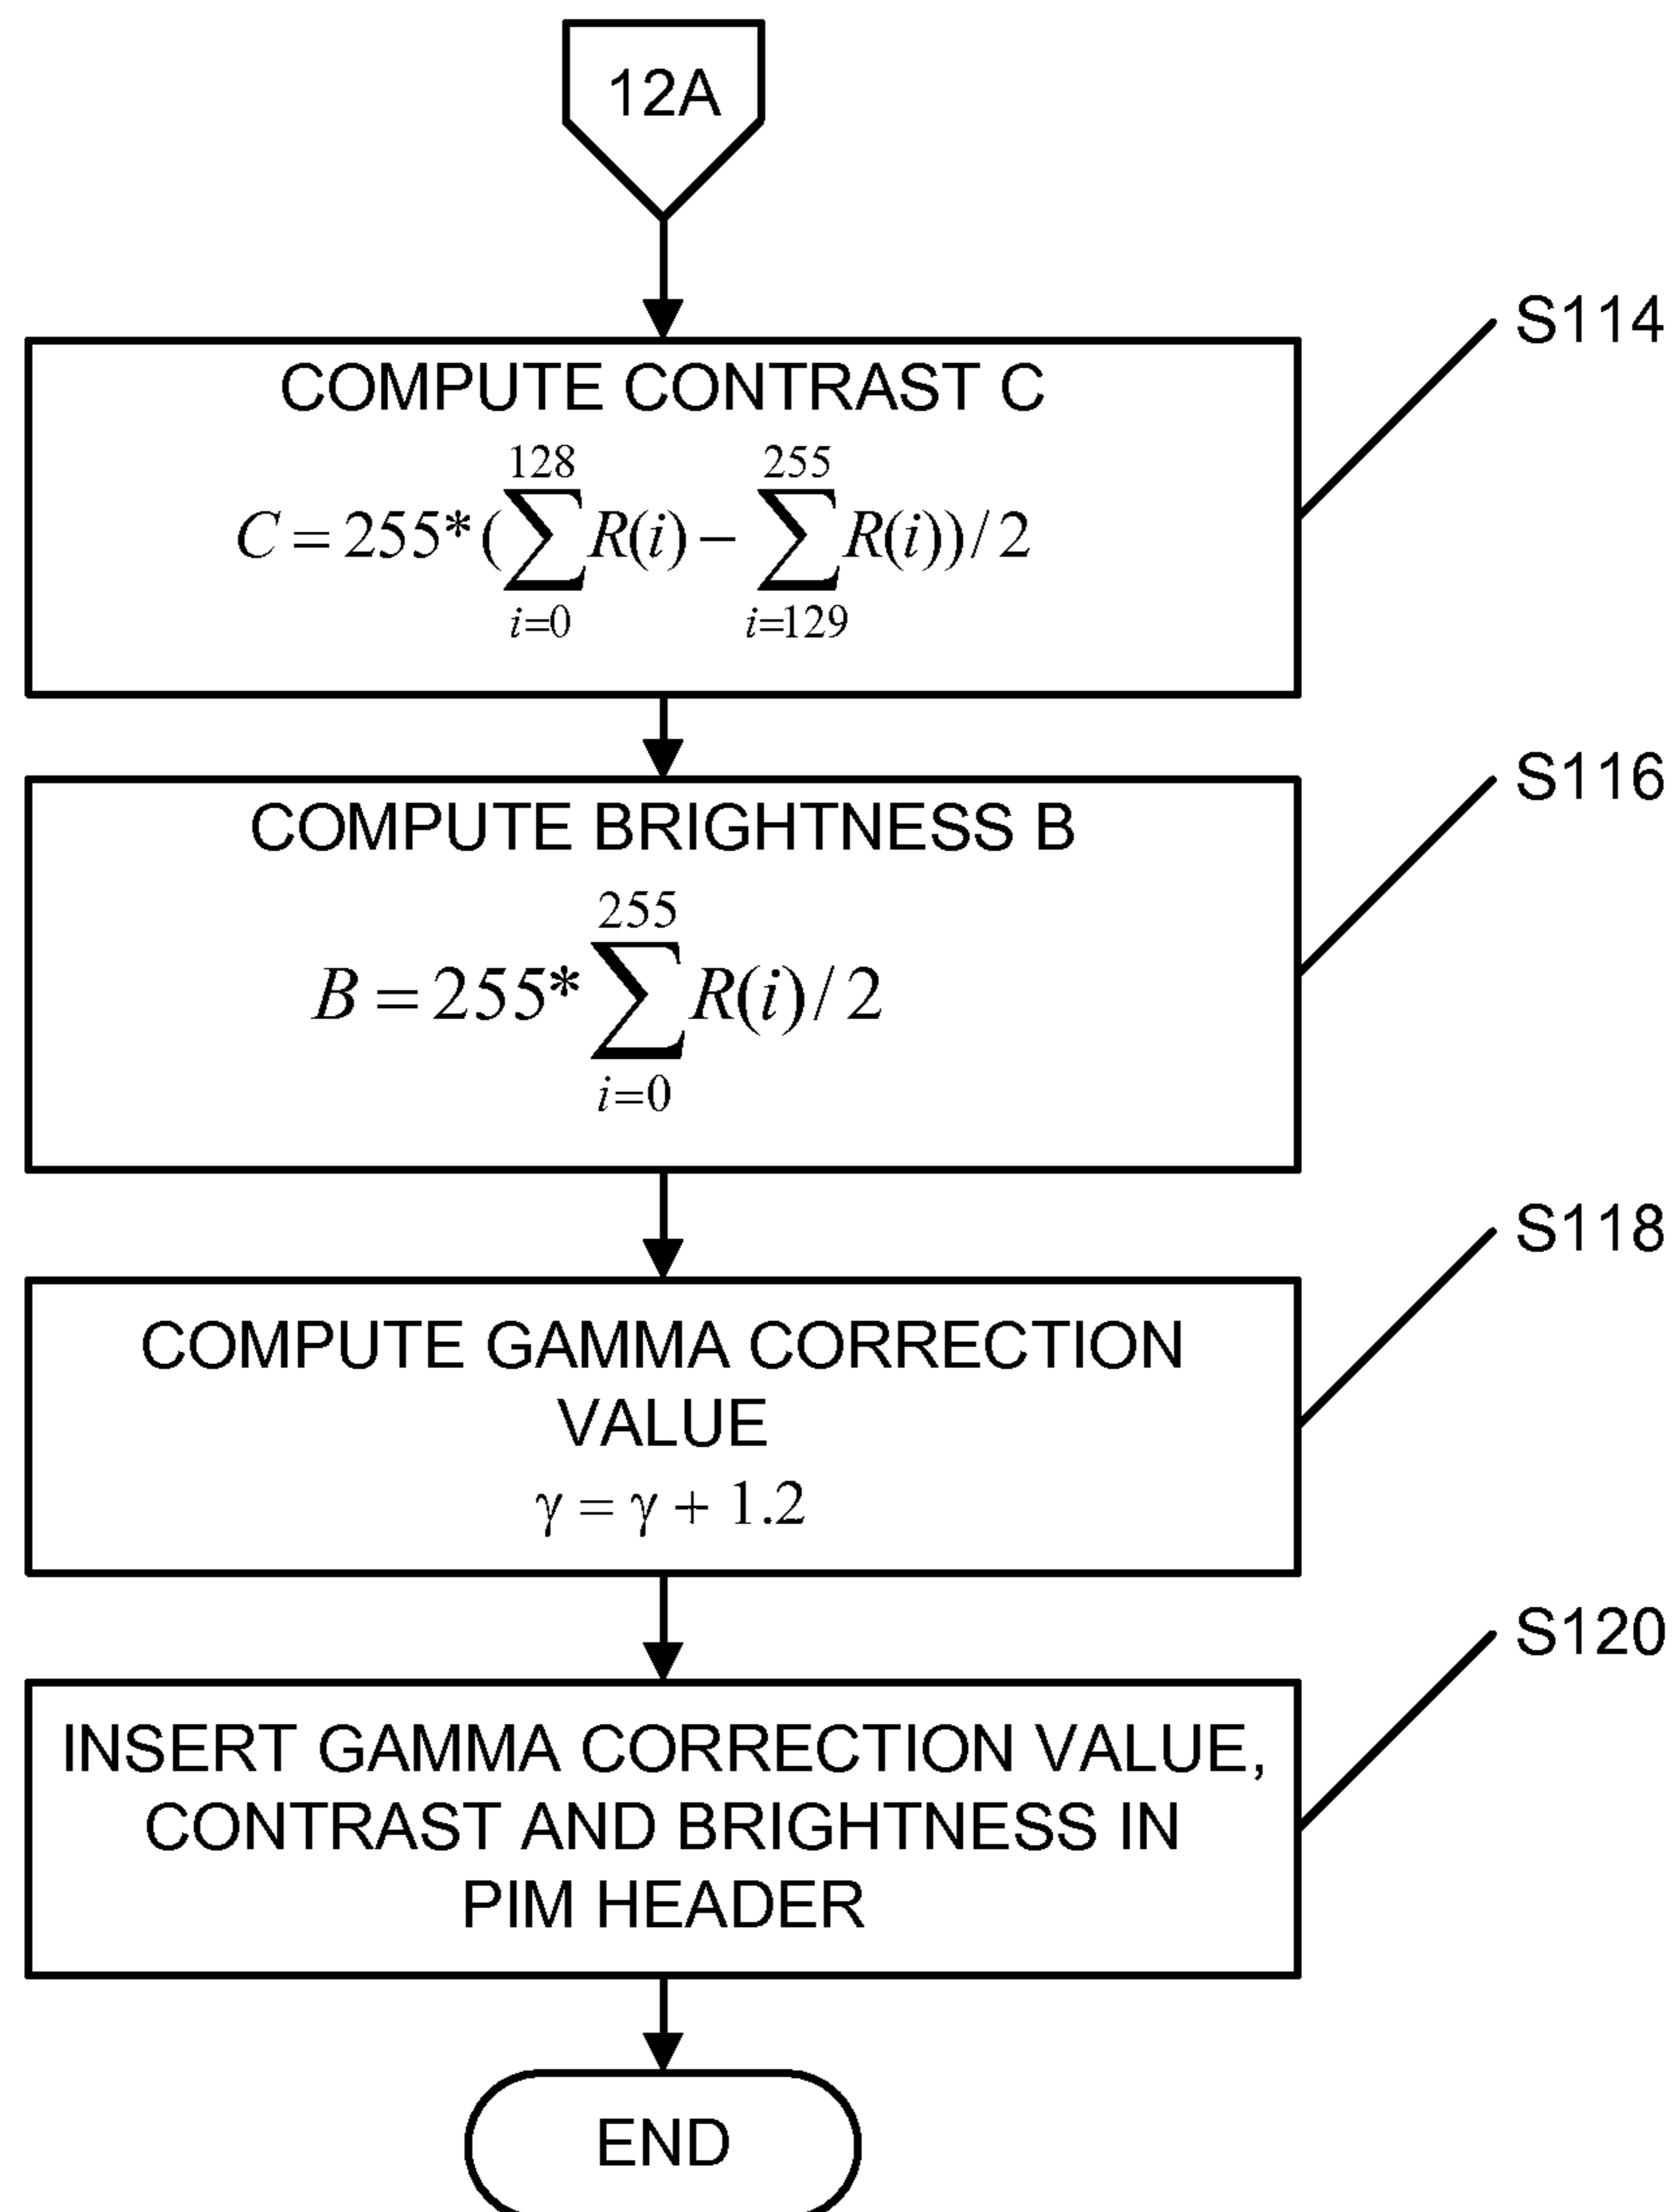 12A
S114
COMPUTE CONTRAST C
C = 255*(∑_{i=0}^{128} R(i) − ∑_{i=129}^{255} R(i))/2
S116
COMPUTE BRIGHTNESS B
B = 255* ∑_{i=0}^{255} R(i)/2
S118
COMPUTE GAMMA CORRECTION
VALUE
γ = γ + 1.2
S120
INSERT GAMMA CORRECTION VALUE,
CONTRAST AND BRIGHTNESS IN
PIM HEADER
END